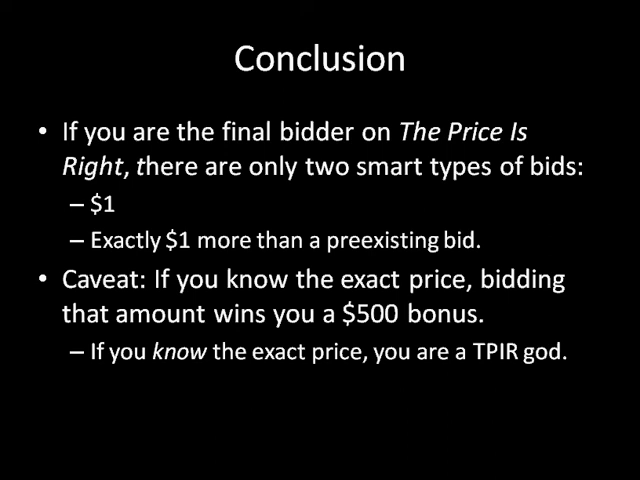 Conclusion
• If you are the final bidder on The Price Is
Right, there are only two smart types of bids:
– $1
– Exactly $1 more than a preexisting bid.
• Caveat: If you know the exact price, bidding
that amount wins you a $500 bonus.
– If you know the exact price, you are a TPIR god.